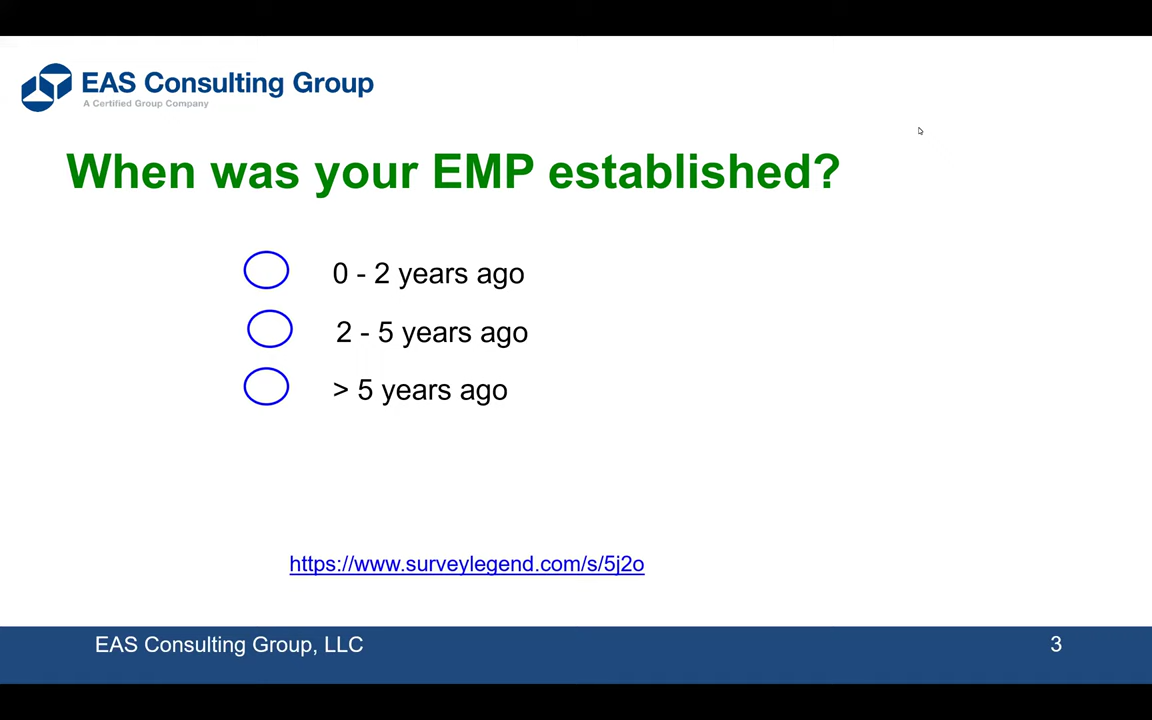 EAS Consulting Group
A Certified Group Company
When was your EMP established?
0 - 2 years ago
2 - 5 years ago
> 5 years ago
https://www.surveylegend.com/s/5j2o
EAS Consulting Group, LLC
3